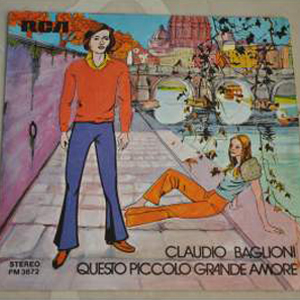 RCA
CLAUDIO BAGLIONI
QUESTO PICCOLO GRANDE AMORE
STEREO
PM 3672